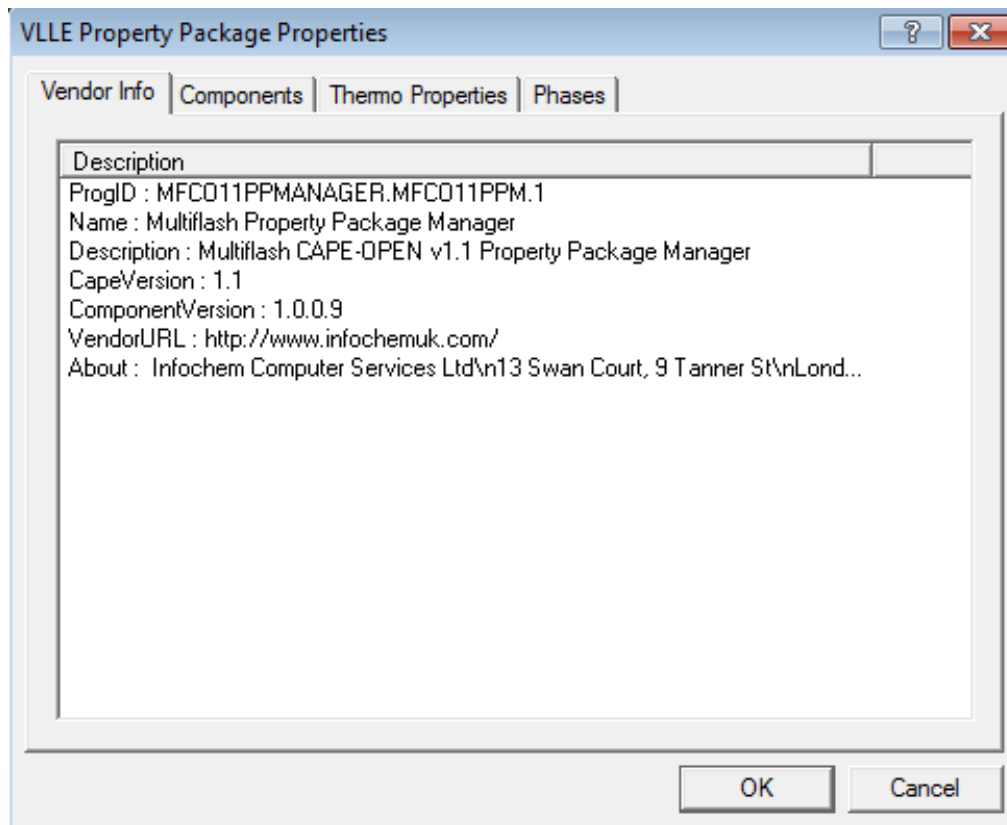 VLLE Property Package Properties
?
Vendor Info Components Thermo Properties Phases
Description
ProgID : MFCO11PPMANAGER.MFCO11PPM.1
Name : Multiflash Property Package Manager
Description : Multiflash CAPE-OPEN v1.1 Property Package Manager
CapeVersion : 1.1
ComponentVersion : 1.0.0.9
VendorURL : http://www.infochemuk.com/
About :  Infochem Computer Services Ltd\n13 Swan Court, 9 Tanner St\nLond...
OK Cancel